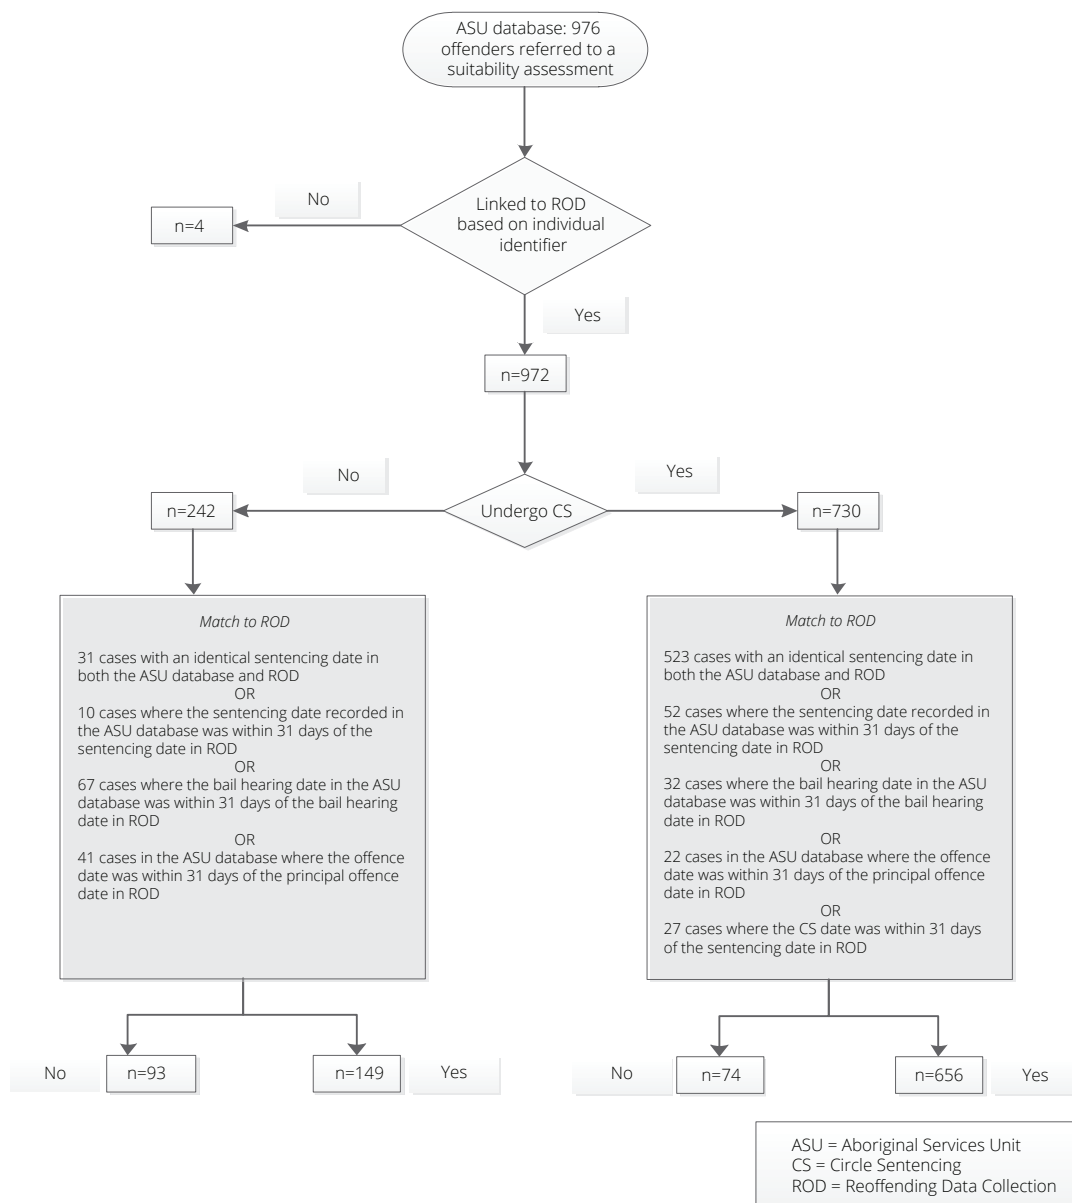 ASU database: 976
offenders referred to a
suitability assessment
Linked to ROD
based on individual
identifier
No
n=4
Yes
n=972
Undergo CS
No
n=242
Yes
n=730
Match to ROD
31 cases with an identical sentencing date in
both the ASU database and ROD
OR
10 cases where the sentencing date recorded in
the ASU database was within 31 days of the
sentencing date in ROD
OR
67 cases where the bail hearing date in the ASU
database was within 31 days of the bail hearing
date in ROD
OR
41 cases in the ASU database where the offence
date was within 31 days of the principal offence
date in ROD
Match to ROD
523 cases with an identical sentencing date in
both the ASU database and ROD
OR
52 cases where the sentencing date recorded in
the ASU database was within 31 days of the
sentencing date in ROD
OR
32 cases where the bail hearing date in the ASU
database was within 31 days of the bail hearing
date in ROD
OR
22 cases in the ASU database where the offence
date was within 31 days of the principal offence
date in ROD
OR
27 cases where the CS date was within 31 days
of the sentencing date in ROD
No
n=93
n=149
Yes
No
n=74
n=656
Yes
ASU = Aboriginal Services Unit
CS = Circle Sentencing
ROD = Reoffending Data Collection